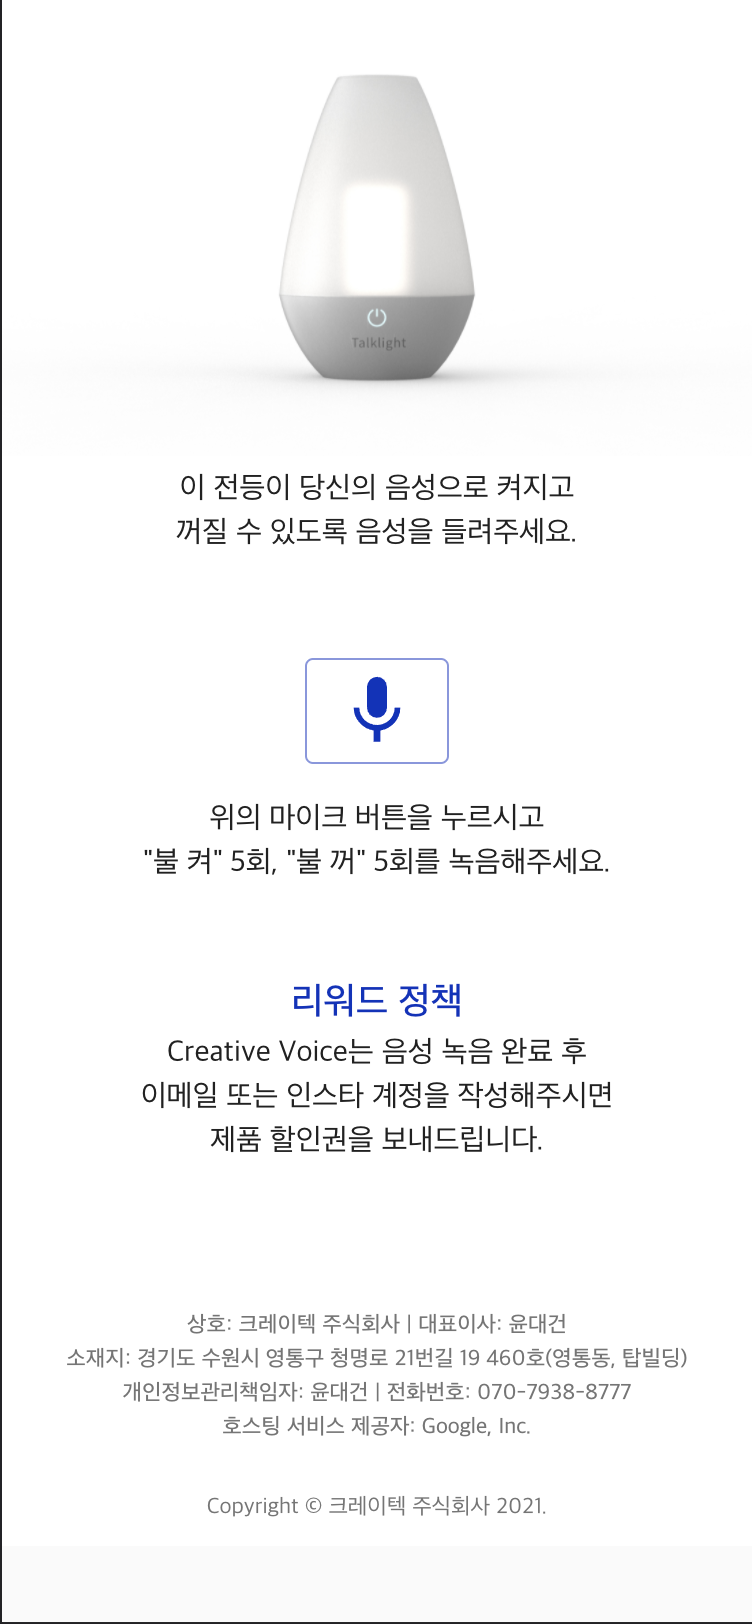 Talklight
이 전등이 당신의 음성으로 켜지고
꺼질 수 있도록 음성을 들려주세요.
위의 마이크 버튼을 누르시고
"불 켜" 5회, "불 꺼" 5회를 녹음해주세요.
리워드 정책
Creative Voice는 음성 녹음 완료 후
이메일 또는 인스타 계정을 작성해주시면
제품 할인권을 보내드립니다.
상호: 크레이텍 주식회사 | 대표이사: 윤대건
소재지: 경기도 수원시 영통구 청명로 21번길 19 460호(영통동, 탑빌딩)
개인정보관리책임자: 윤대건 | 전화번호: 070-7938-8777
호스팅 서비스 제공자: Google, Inc.
Copyright © 크레이텍 주식회사 2021.